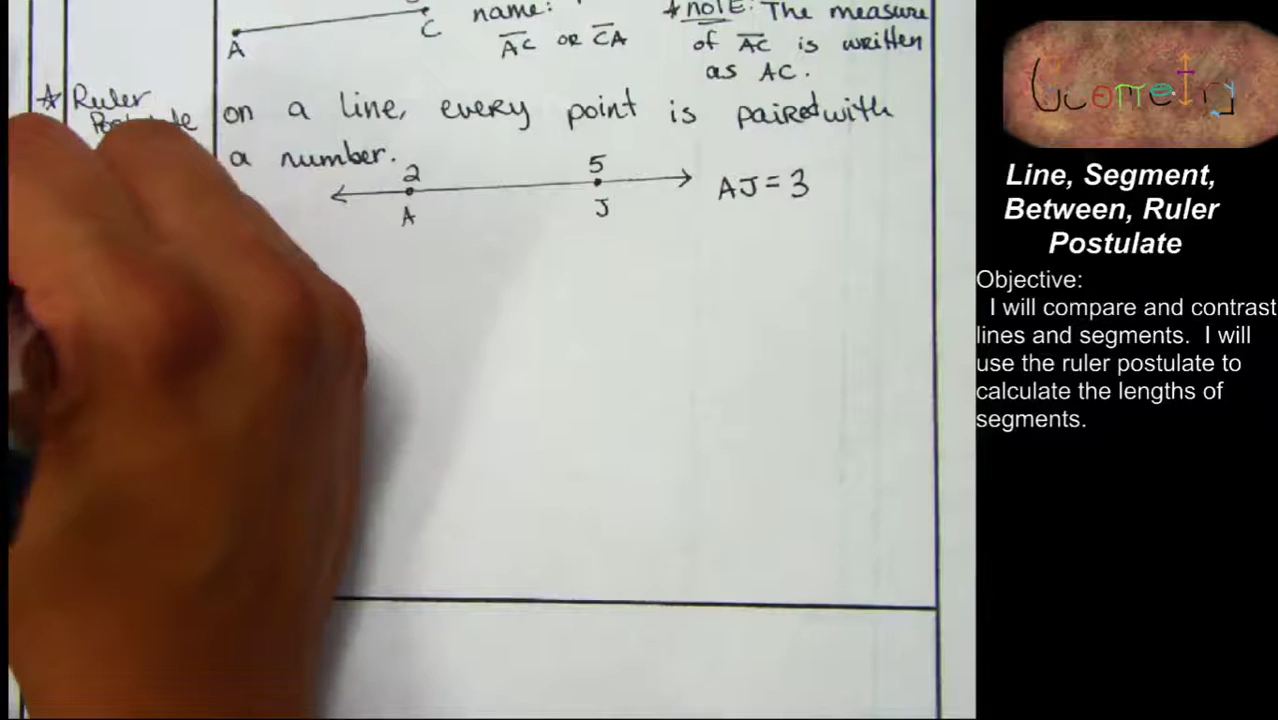 A
C
name:
AC OR CA
* NOTE: The measure
of AC is written
as AC.
* Ruler
Postulate
on a line, every point is paired with
a number.
2
5
A
J
AJ = 3
Geometry
Line, Segment,
Between, Ruler
Postulate
Objective:
I will compare and contrast
lines and segments. I will
use the ruler postulate to
calculate the lengths of
segments.